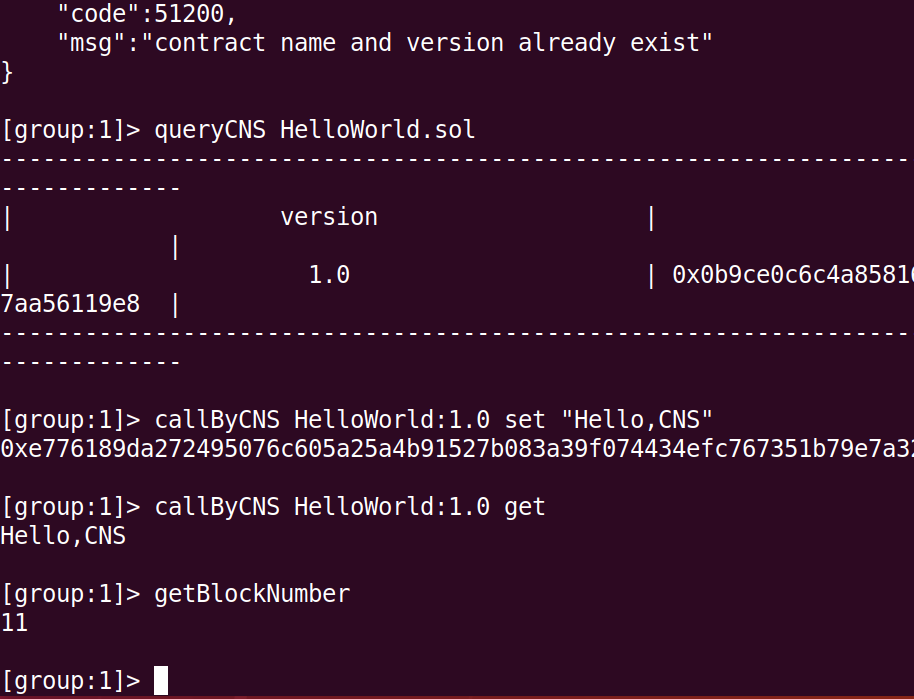 "code":51200,
"msg":"contract name and version already exist"
}
[group:1]> queryCNS HelloWorld.sol
-----------------------------------------------------------------
-------------
| version |
|
| 1.0 | 0x0b9ce0c6c4a85816
7aa56119e8 |
-----------------------------------------------------------------
-------------
[group:1]> callByCNS HelloWorld:1.0 set "Hello,CNS"
0xe776189da272495076c605a25a4b91527b083a39f074434efc767351b79e7a32
[group:1]> callByCNS HelloWorld:1.0 get
Hello,CNS
[group:1]> getBlockNumber
11
[group:1]>